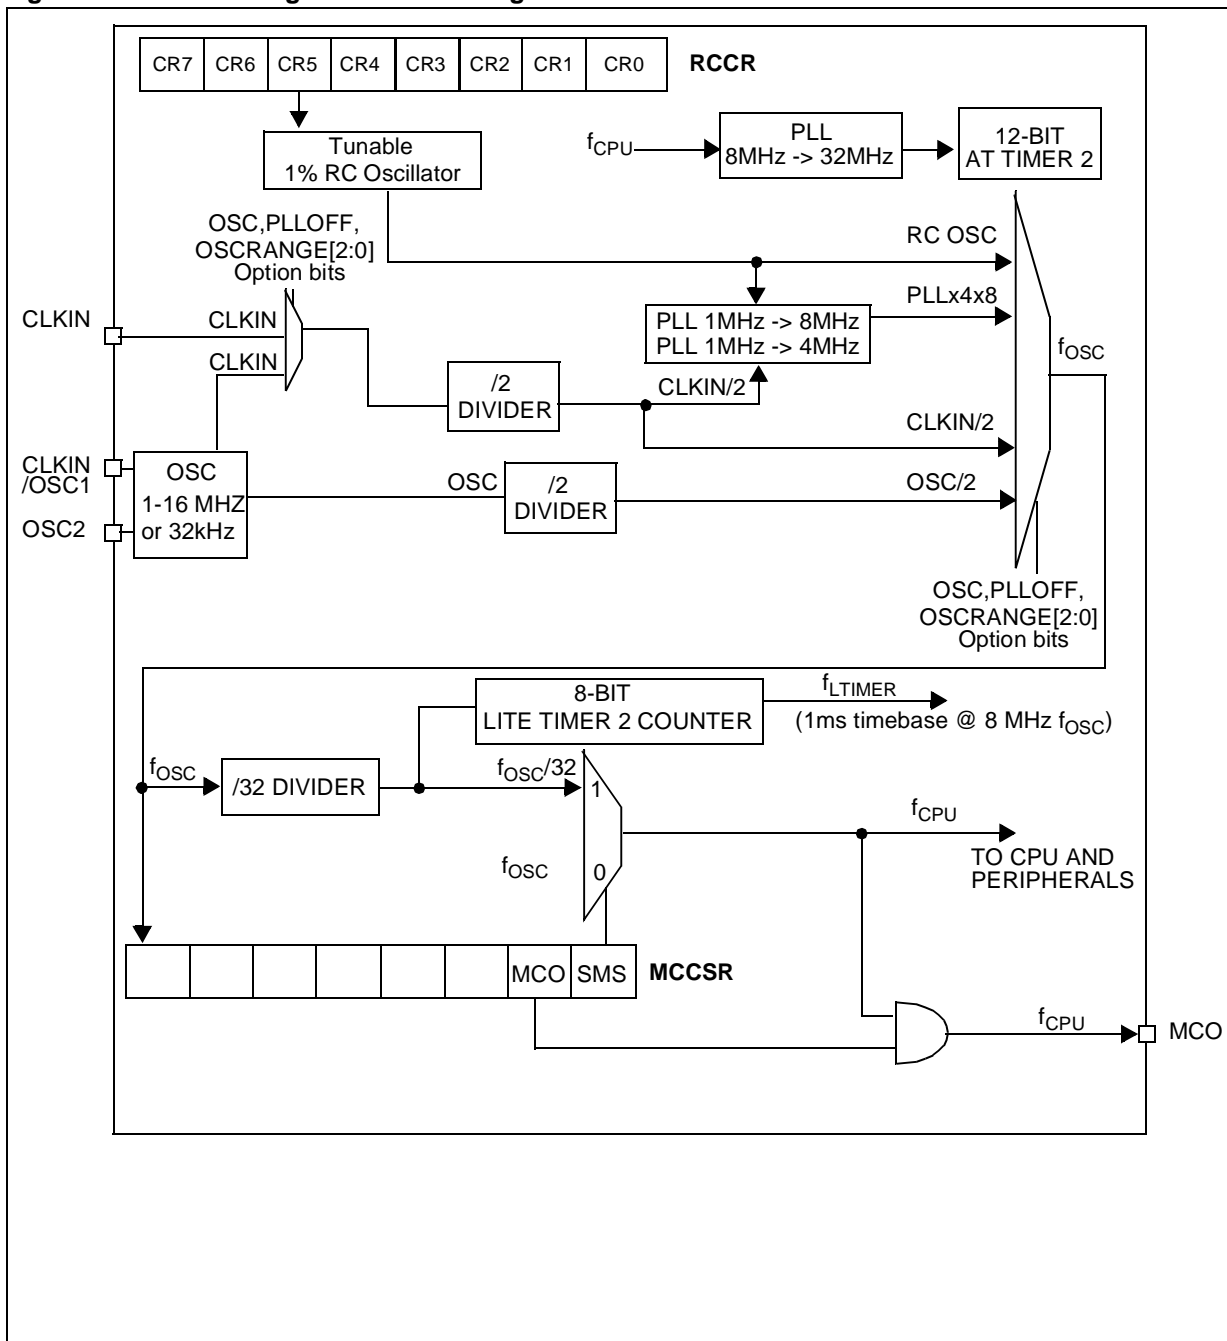 CR7 CR6 CR5 CR4 CR3 CR2 CR1 CR0 RCCR
Tunable
1% RC Oscillator
fCPU
PLL
8MHz -> 32MHz
12-BIT
AT TIMER 2
OSC,PLLOFF,
OSCRANGE[2:0]
Option bits
RC OSC
PLLx4x8
CLKIN
CLKIN
CLKIN
PLL 1MHz -> 8MHz
PLL 1MHz -> 4MHz
fOSC
/2
DIVIDER
CLKIN/2
CLKIN/2
CLKIN
/OSC1
OSC2
OSC
1-16 MHZ
or 32kHz
OSC
/2
DIVIDER
OSC/2
OSC,PLLOFF,
OSCRANGE[2:0]
Option bits
8-BIT
LITE TIMER 2 COUNTER
fLTIMER
(1ms timebase @ 8 MHz fOSC)
fOSC
/32 DIVIDER
fOSC/32
1
fCPU
TO CPU AND
PERIPHERALS
fOSC
0
MCO SMS MCCSR
fCPU
MCO